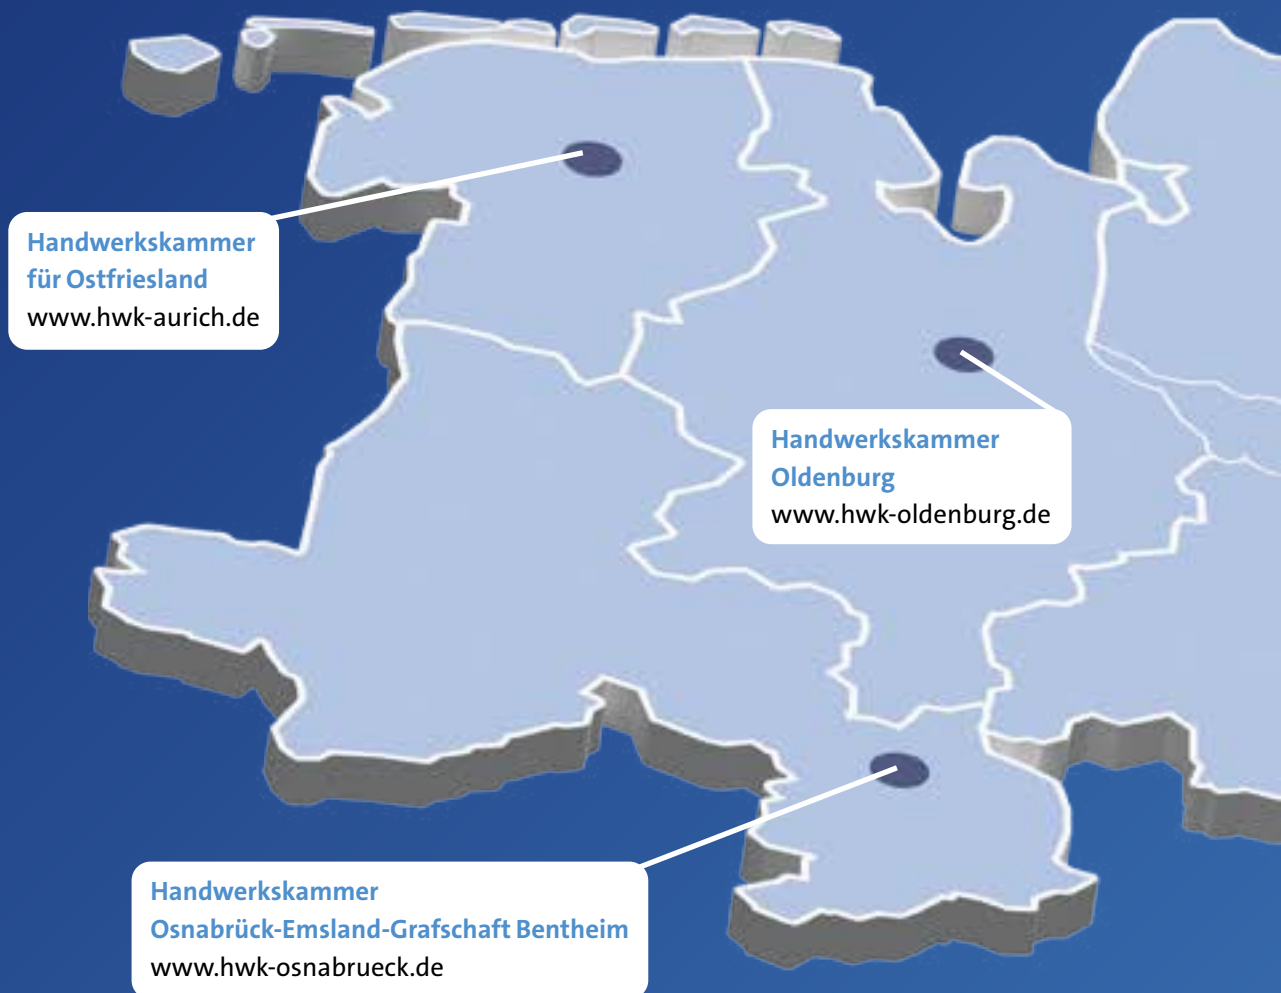 Handwerkskammer
für Ostfriesland
www.hwk-aurich.de
Handwerkskammer
Oldenburg
www.hwk-oldenburg.de
Handwerkskammer
Osnabrück-Emsland-Grafschaft Bentheim
www.hwk-osnabrueck.de